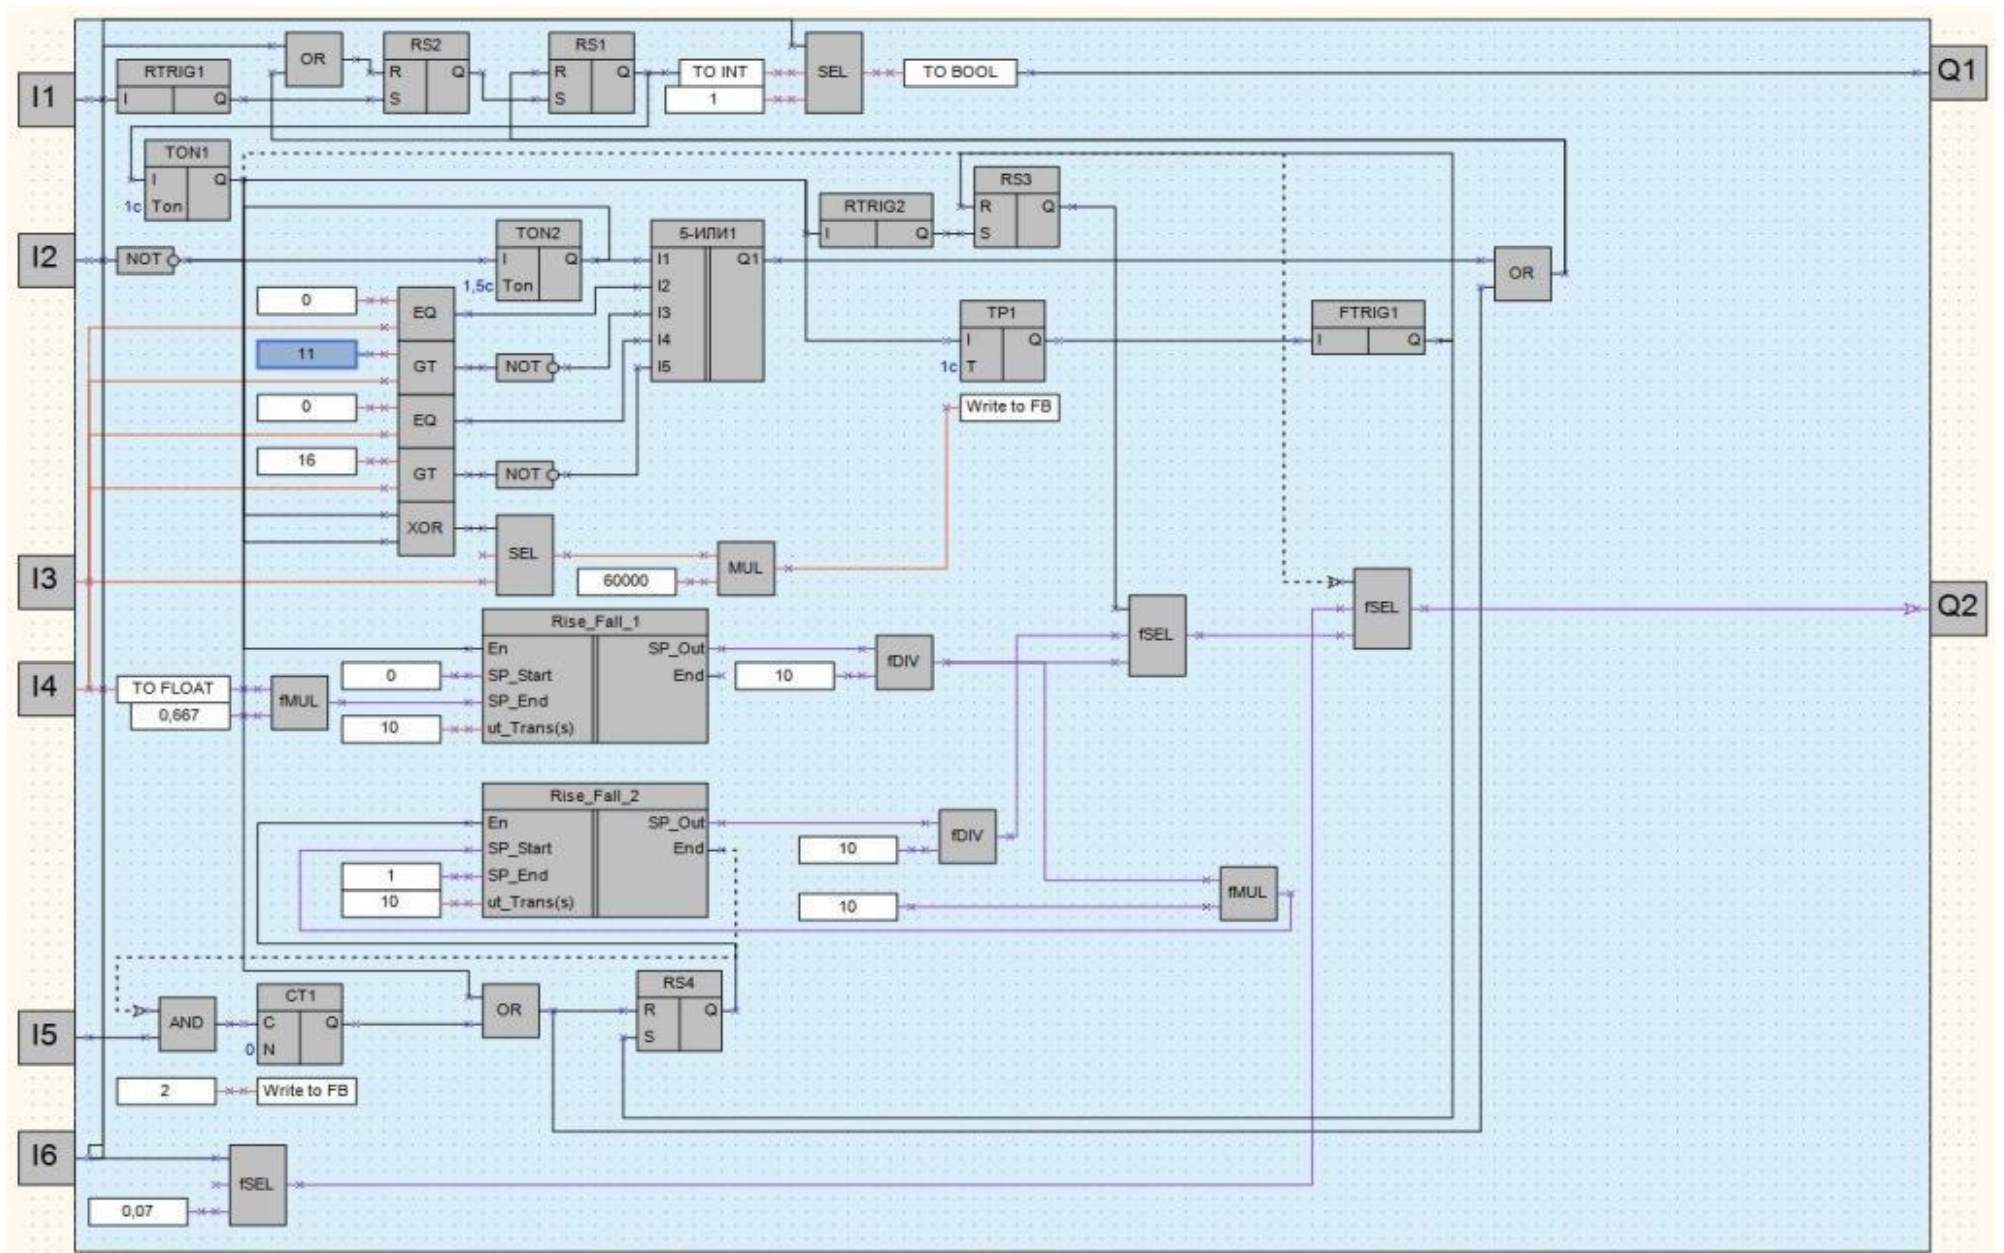 I1
RTRIG1
I Q
OR
RS2
R Q
S
RS1
R Q
S
TO INT
1
SEL
TO BOOL
Q1
TON1
I Q
1c Ton
I2
NOT
TON2
I Q
1,5c Ton
5-ИЛИ1
I1 Q1
I2
I3
I4
I5
RTRIG2
I Q
RS3
R Q
S
OR
0
EQ
11
GT
NOT
0
EQ
16
GT
NOT
XOR
TP1
I Q
1c T
Write to FB
FTRIG1
I Q
I3
SEL
60000
MUL
fSEL
fSEL
Q2
I4
TO FLOAT
0,667
fMUL
0
10
Rise_Fall_1
En SP_Out
SP_Start End
SP_End
ut_Trans(s)
10
fDIV
Rise_Fall_2
En SP_Out
SP_Start End
SP_End
ut_Trans(s)
1
10
10
fDIV
10
fMUL
I5
AND
CT1
C Q
0 N
OR
RS4
R Q
S
2
Write to FB
I6
fSEL
0,07